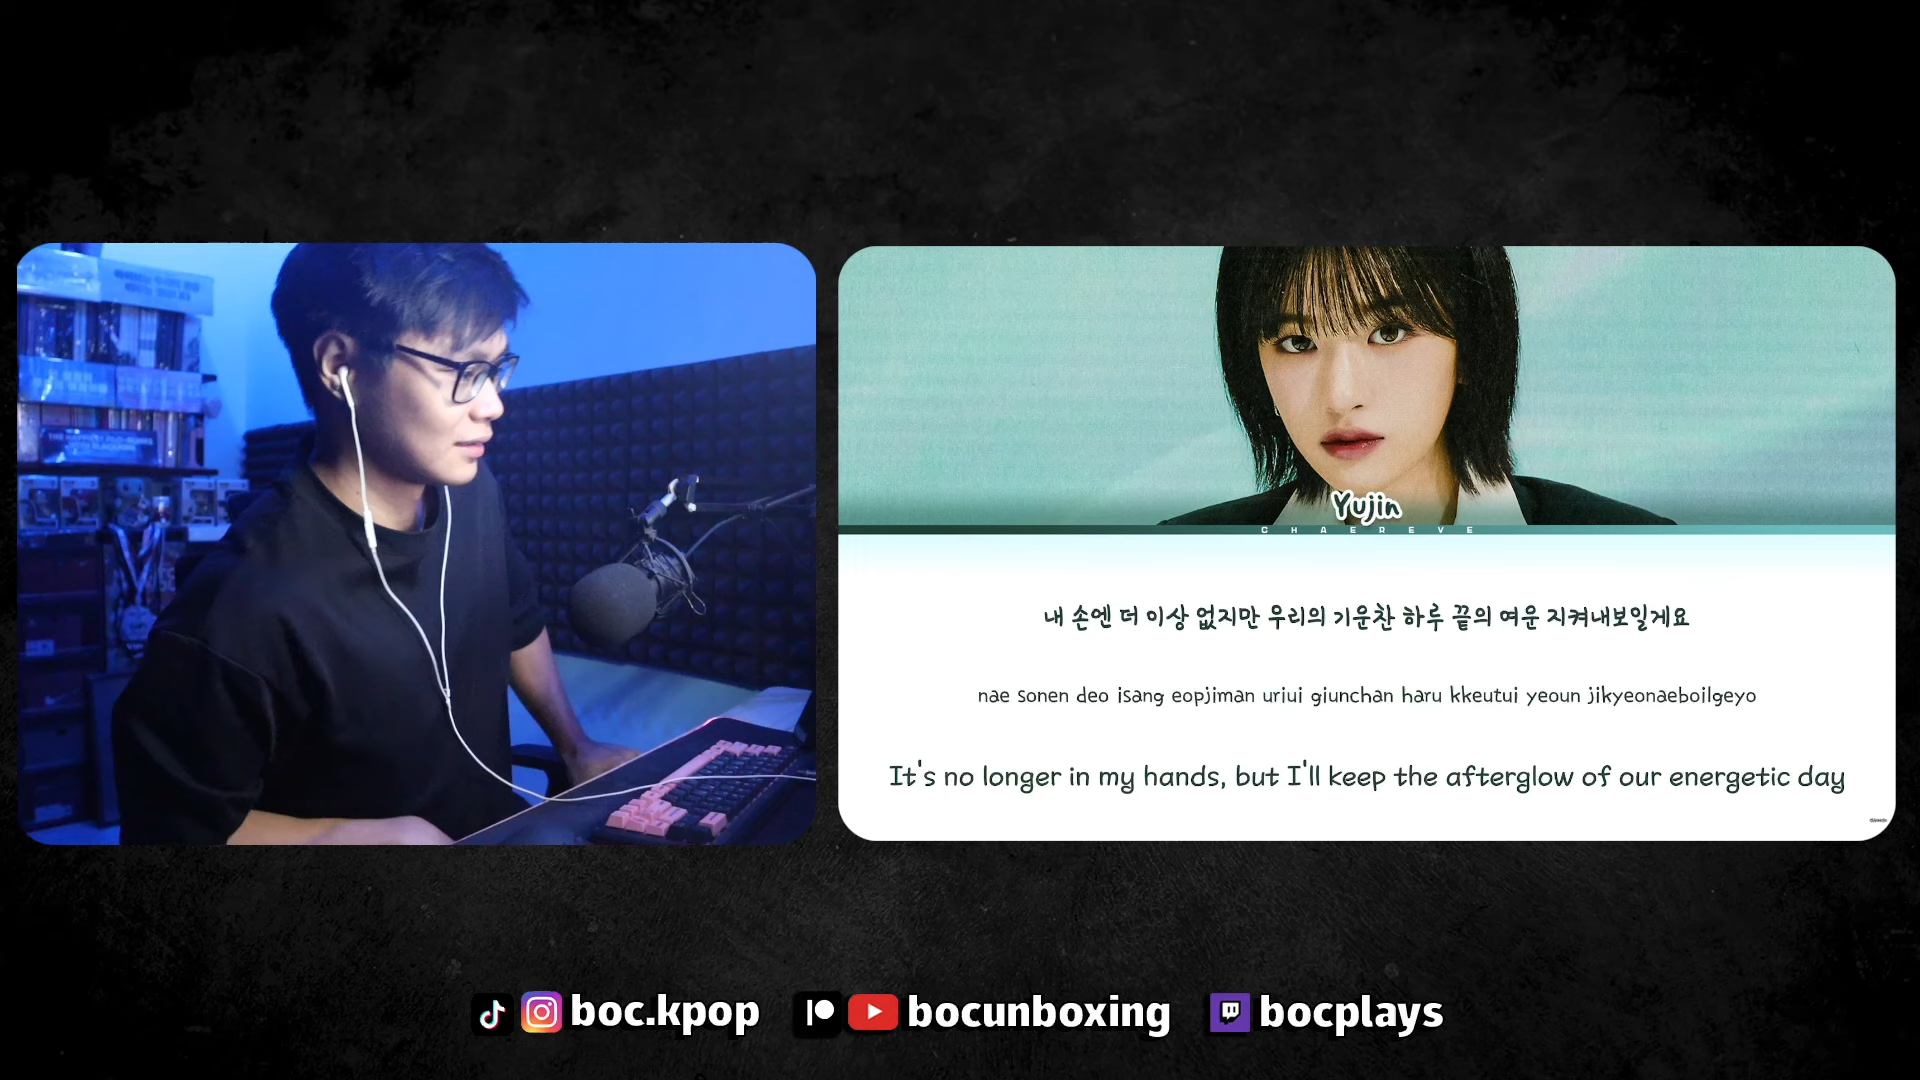 Yujin
CHAEREVE
내 손엔 더 이상 없지만 우리의 기운찬 하루 끝의 여운 지켜내보일게요
nae sonen deo isang eopjiman uriui giunchan haru kkeutui yeoun jikyeonaeboilgeyo
It's no longer in my hands, but I'll keep the afterglow of our energetic day
boc.kpop bocunboxing bocplays